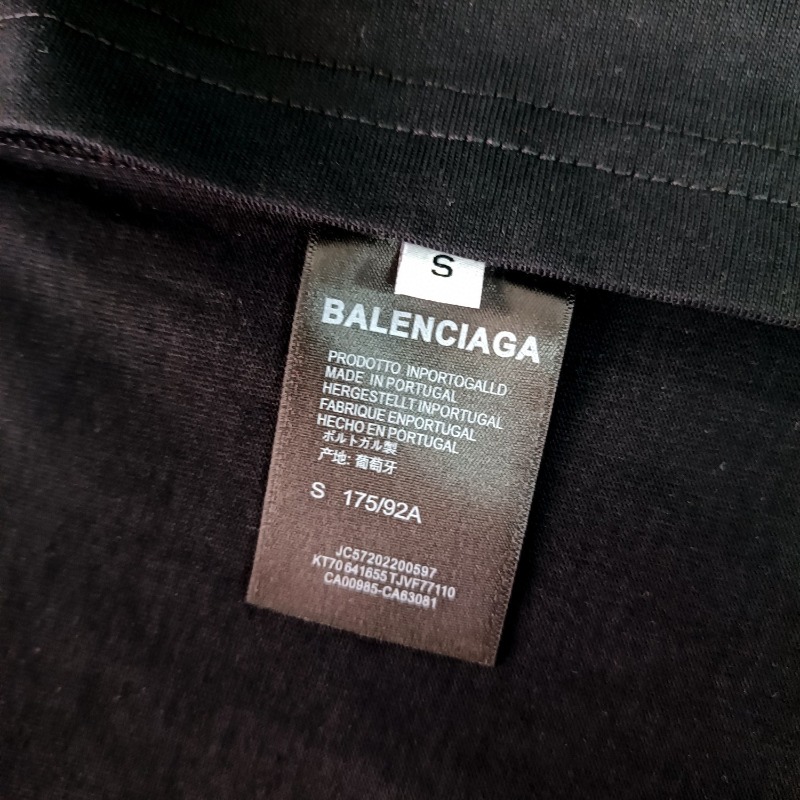 S
BALENCIAGA
PRODOTTO INPORTOGALLD
MADE IN PORTUGAL
HERGESTELLT INPORTUGAL
FABRIQUE ENPORTUGAL
HECHO EN PORTUGAL
ポルトガル製
产地: 葡萄牙
S 175/92A
JC57202200597
KT70 641655 TJVF77110
CA00985-CA63081